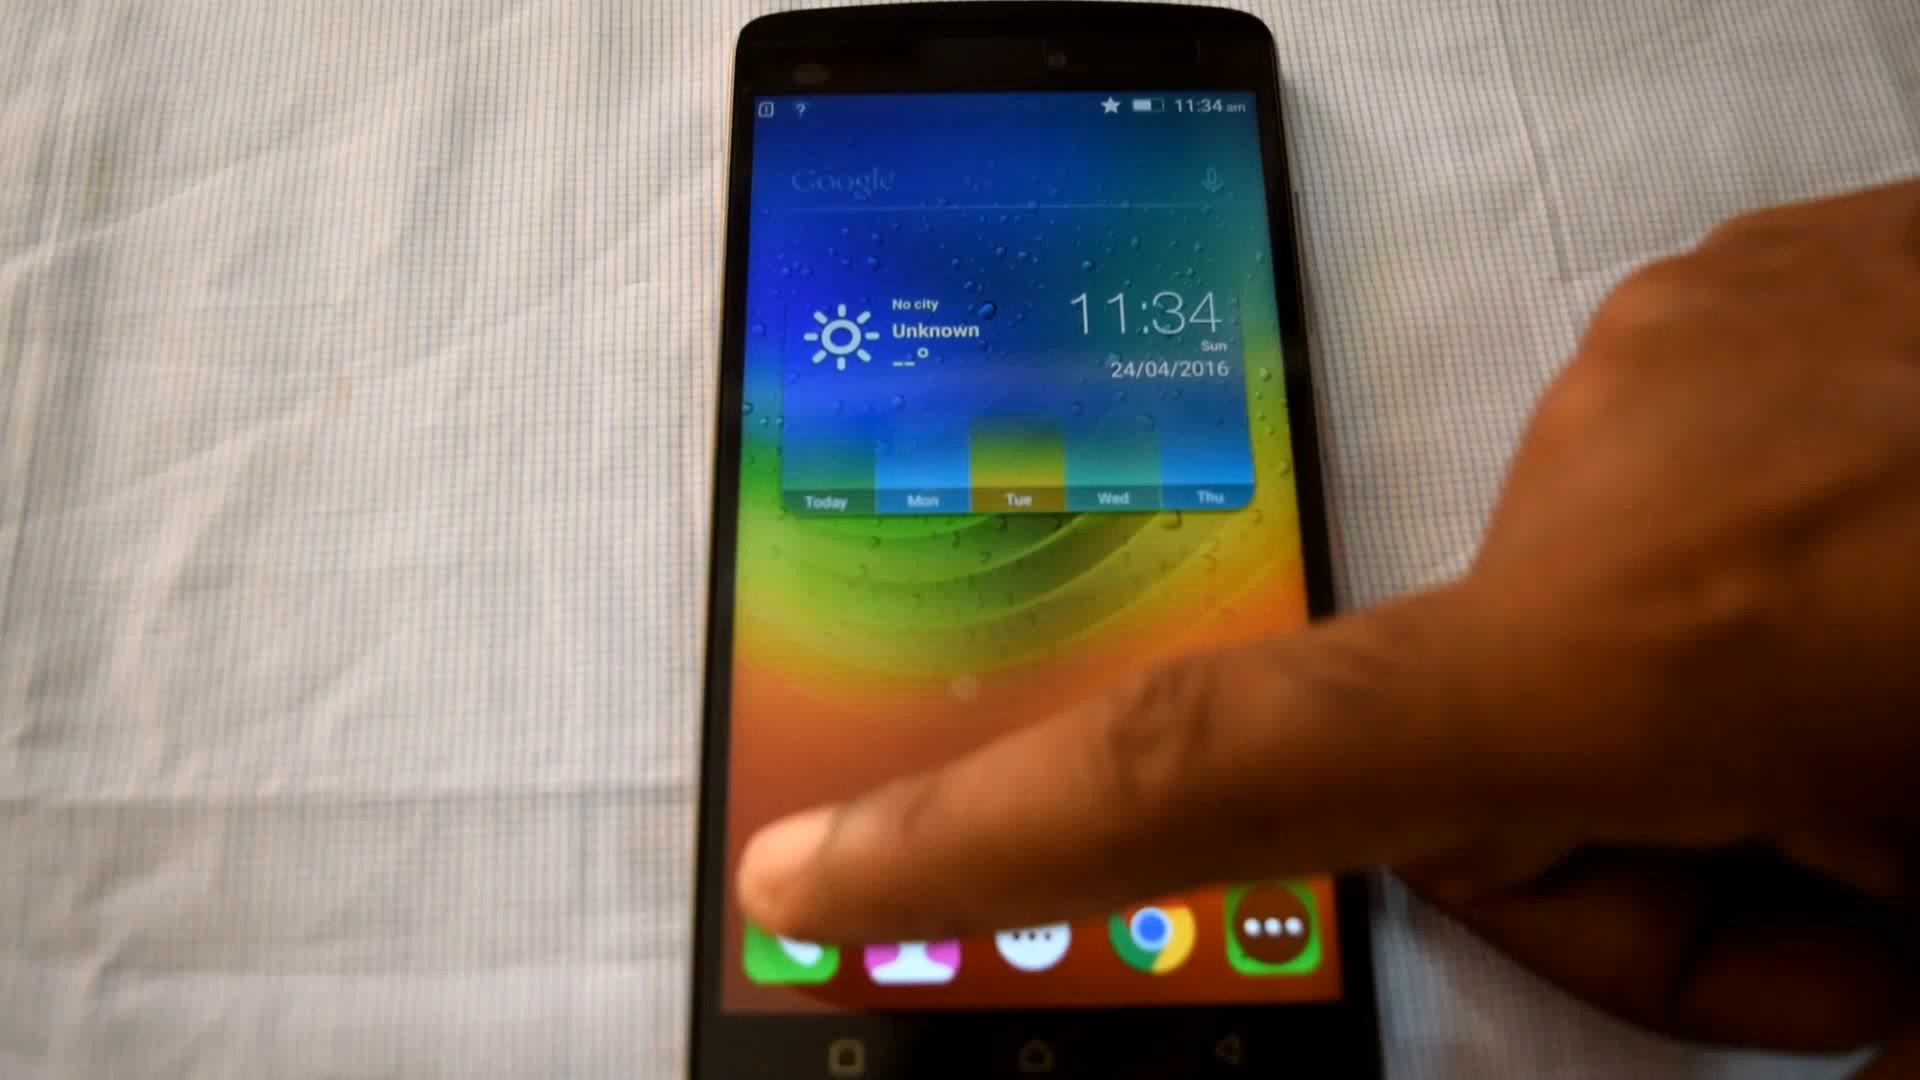 ? 11:34 am
Google
No city
Unknown
--°
11:34
Sun
24/04/2016
Today Mon Tue Wed Thu